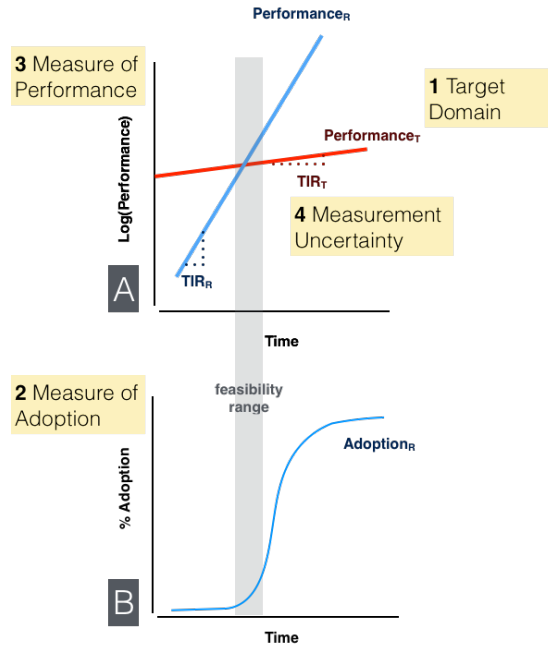 Performance_R
3 Measure of
Performance
1 Target
Domain
Log(Performance)
Performance_T
TIR_T
4 Measurement
Uncertainty
A
TIR_R
Time
2 Measure of
Adoption
feasibility
range
Adoption_R
% Adoption
B
Time